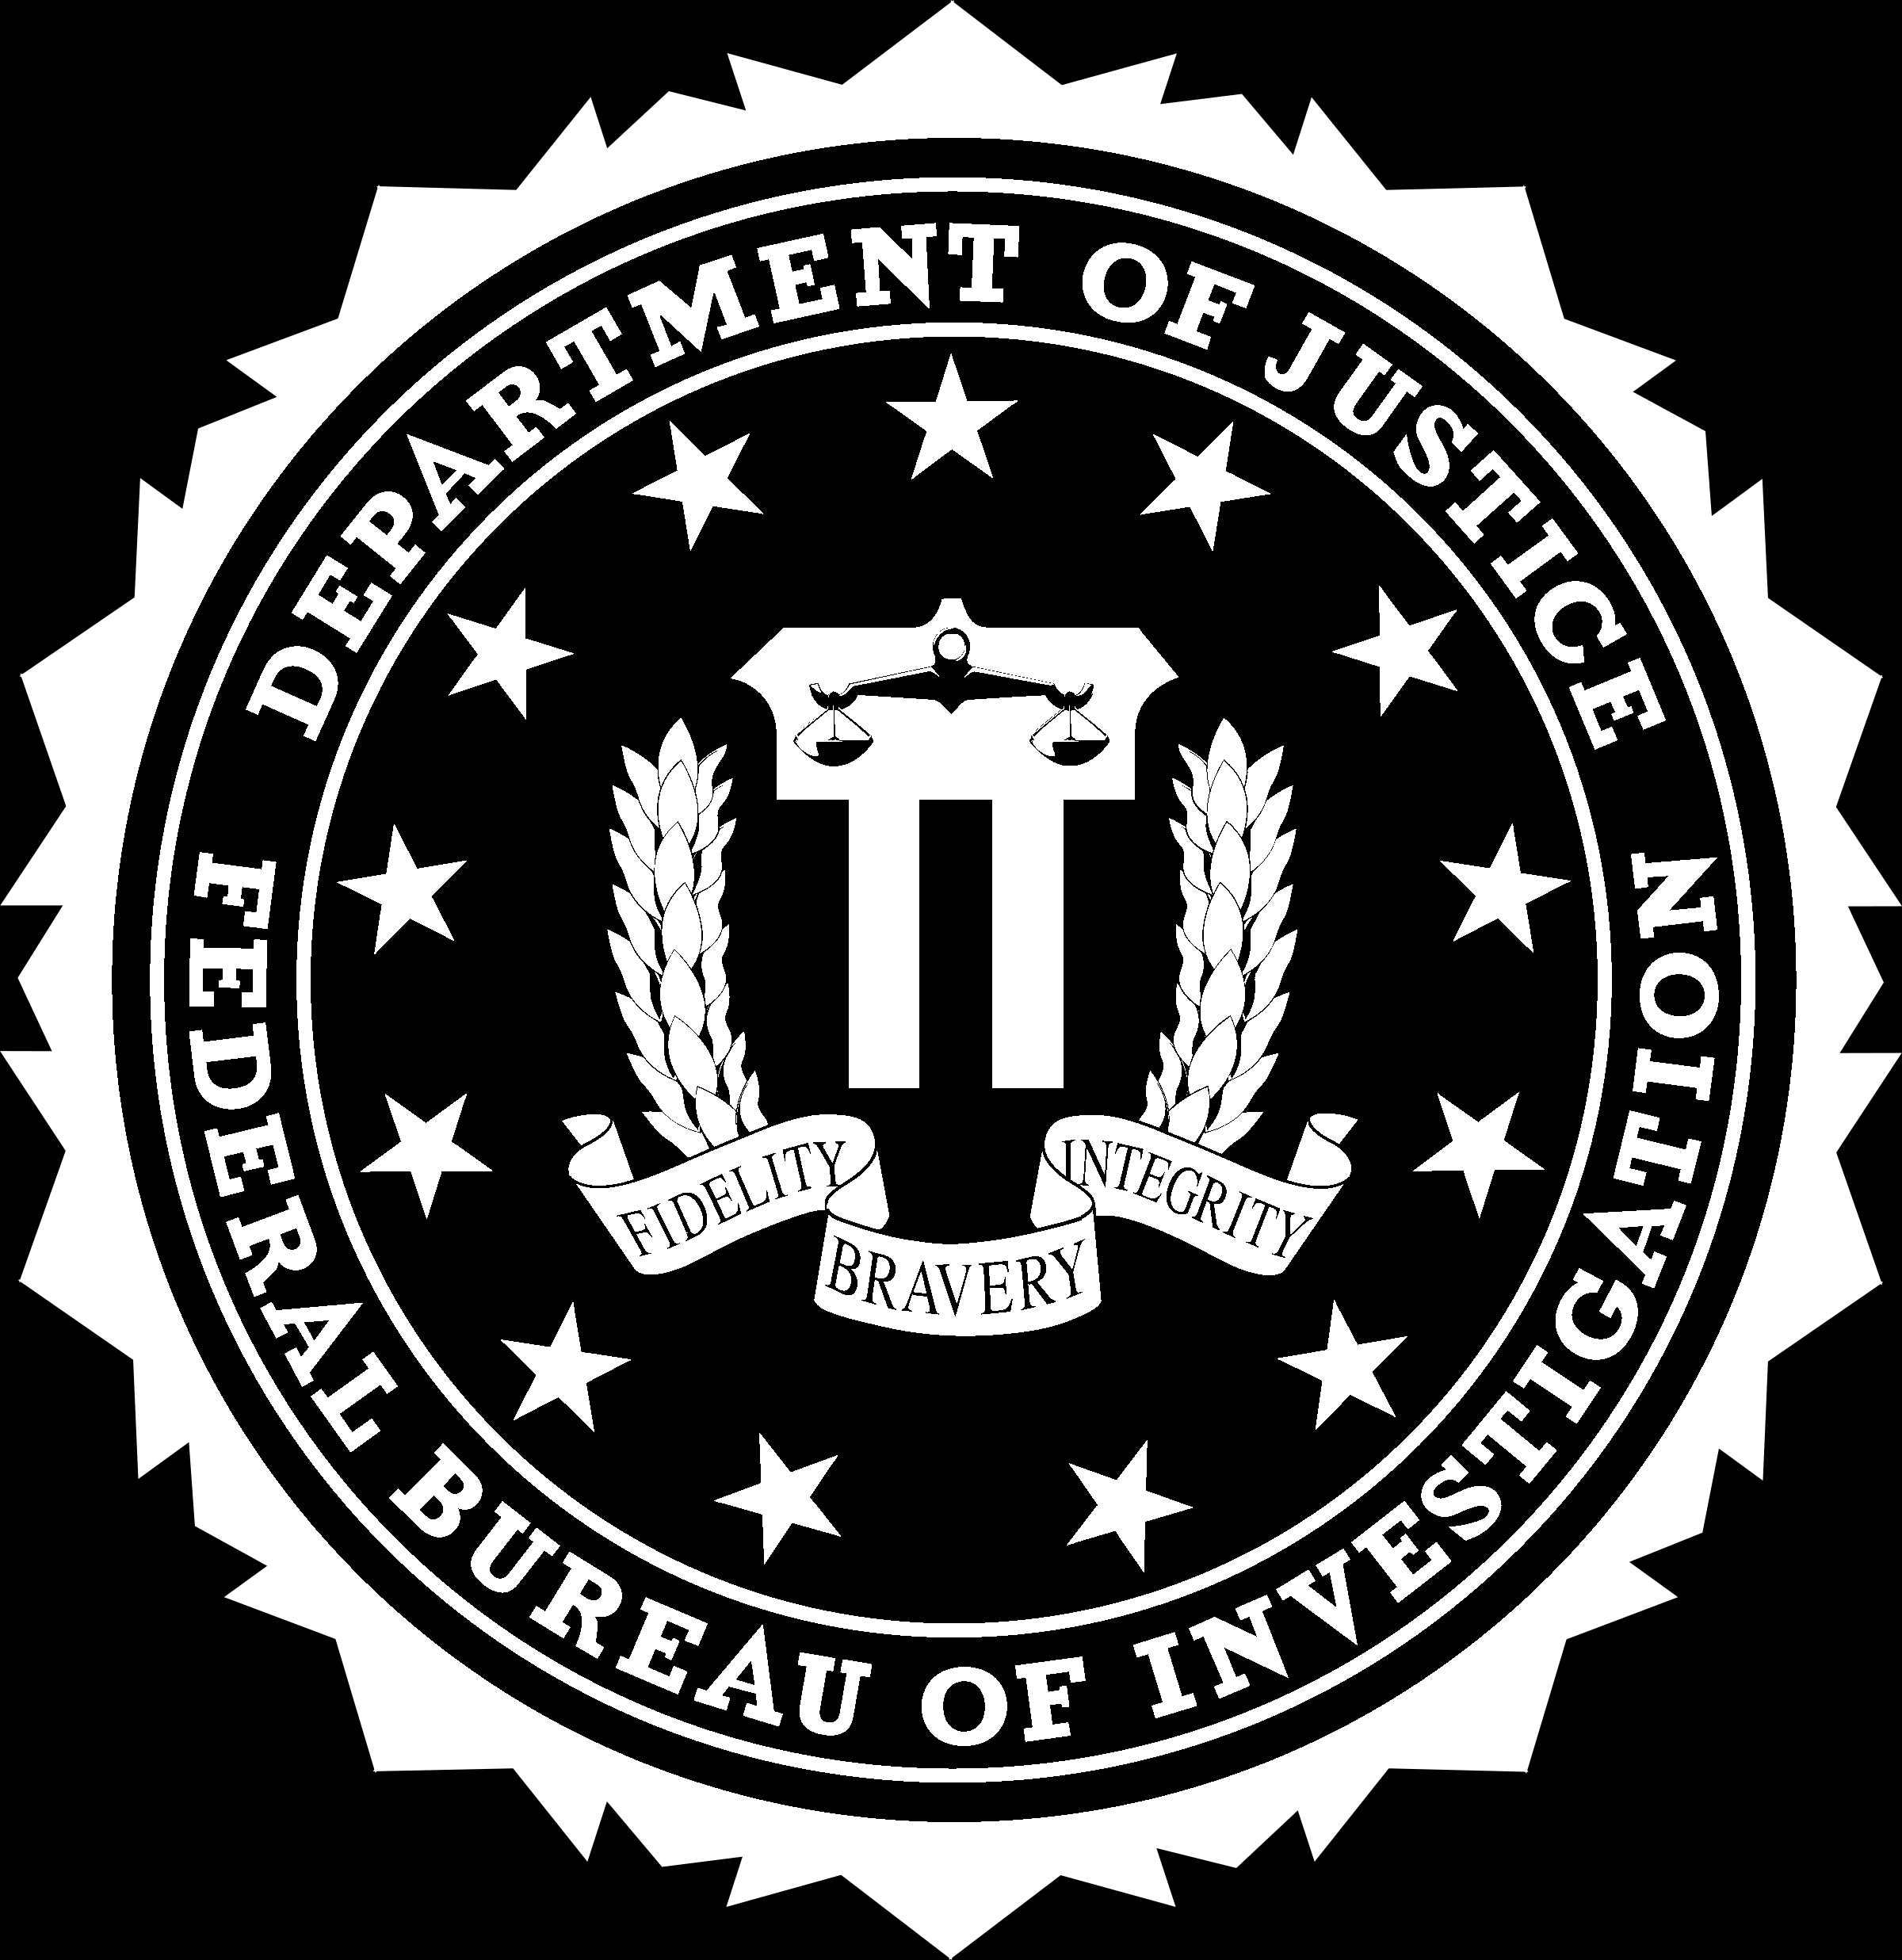 DEPARTMENT OF JUSTICE
FIDELITY
BRAVERY
INTEGRITY
FEDERAL BUREAU OF INVESTIGATION